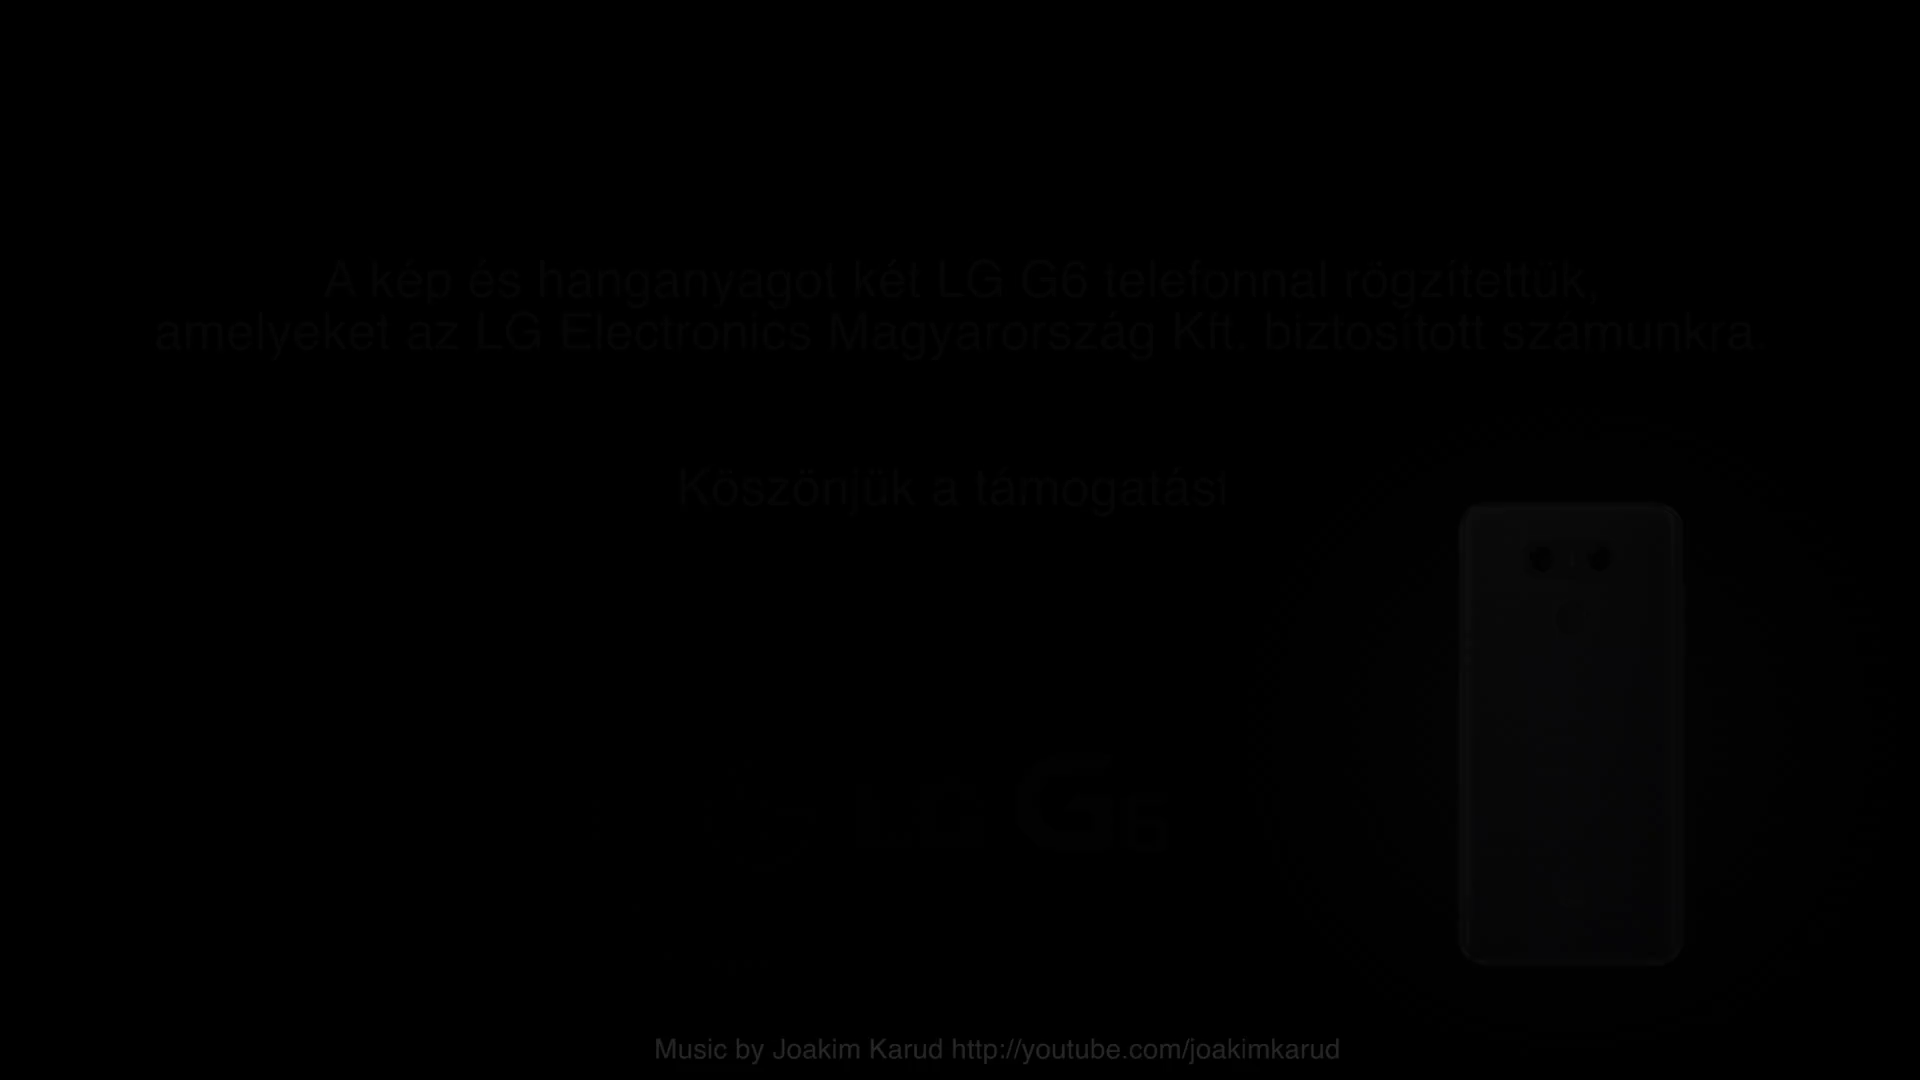 A kép és hanganyagot két LG G6 telefonnal rögzítettük,
amelyeket az LG Electronics Magyarország Kft. biztosított számunkra.
Köszönjük a támogatást
LG G6
Music by Joakim Karud http://youtube.com/joakimkarud